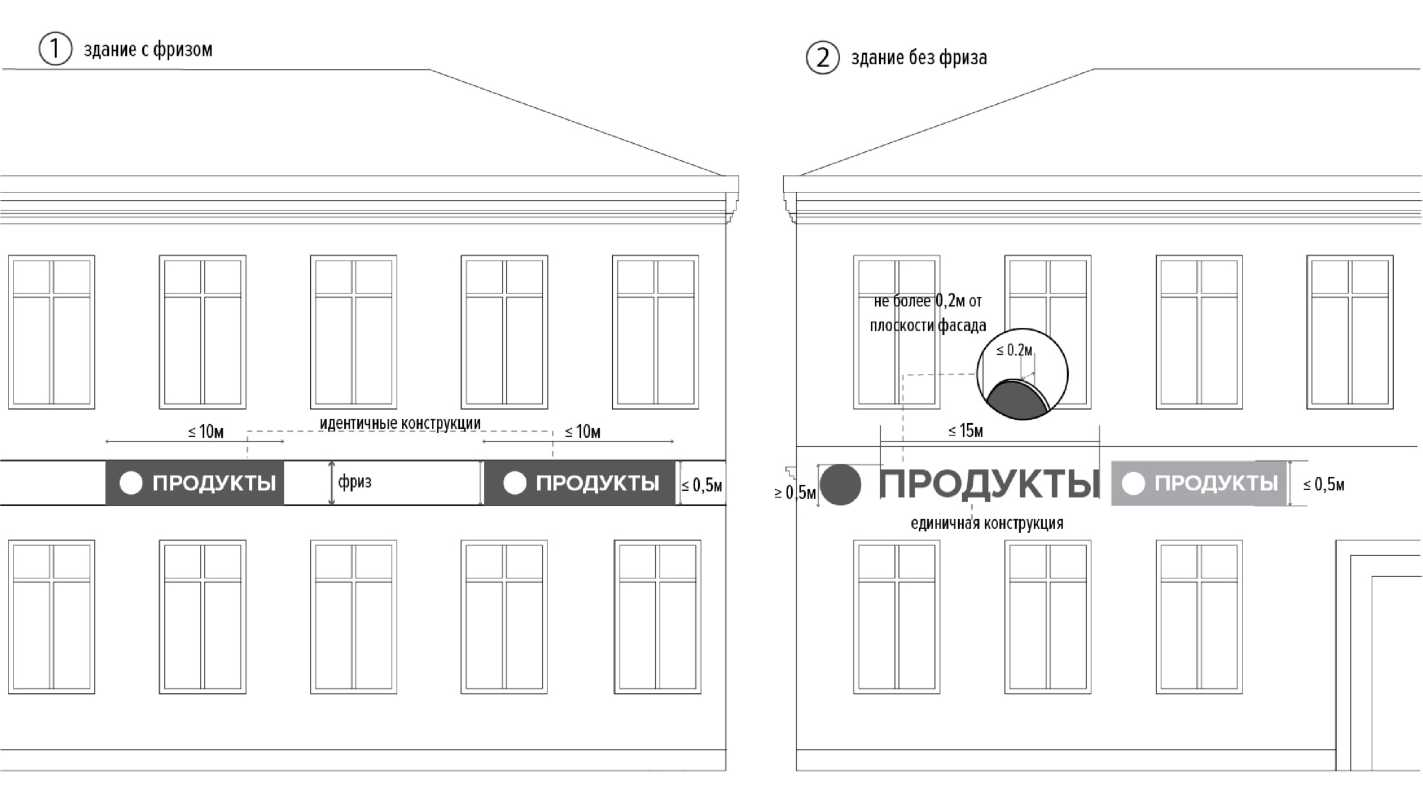 1 здание с фризом
≤ 10м
идентичные конструкции
≤ 10м
ПРОДУКТЫ
фриз
ПРОДУКТЫ
≤ 0,5м
2 здание без фриза
не более 0,2м от
плоскости фасада
≤ 0.2м
≤ 15м
≥ 0,5м
ПРОДУКТЫ
ПРОДУКТЫ
≤ 0,5м
единичная конструкция